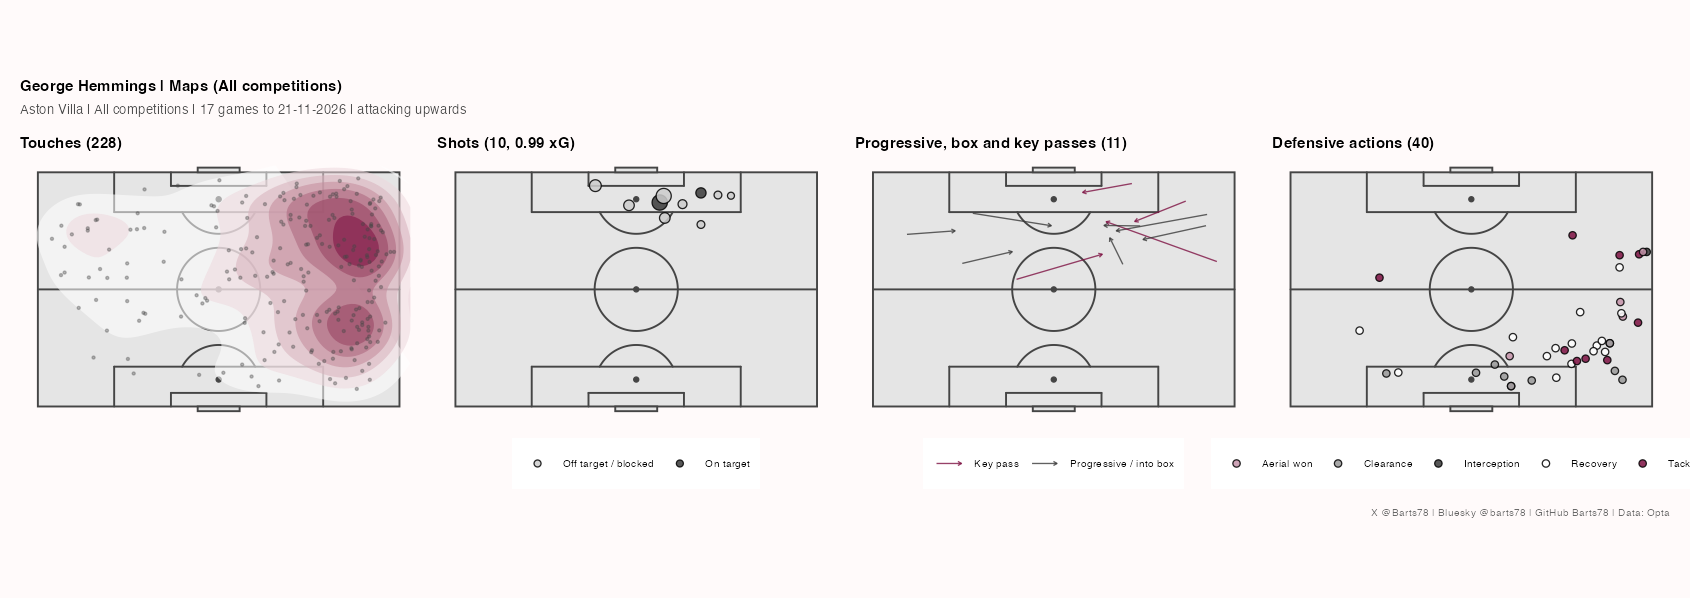 George Hemmings | Maps (All competitions)
Aston Villa | All competitions | 17 games to 21-11-2026 | attacking upwards
Touches (228)
Shots (10, 0.99 xG)
Progressive, box and key passes (11)
Defensive actions (40)
Off target / blocked
On target
Key pass
Progressive / into box
Aerial won
Clearance
Interception
Recovery
Tack
X @Barts78 | Bluesky @barts78 | GitHub Barts78 | Data: Opta